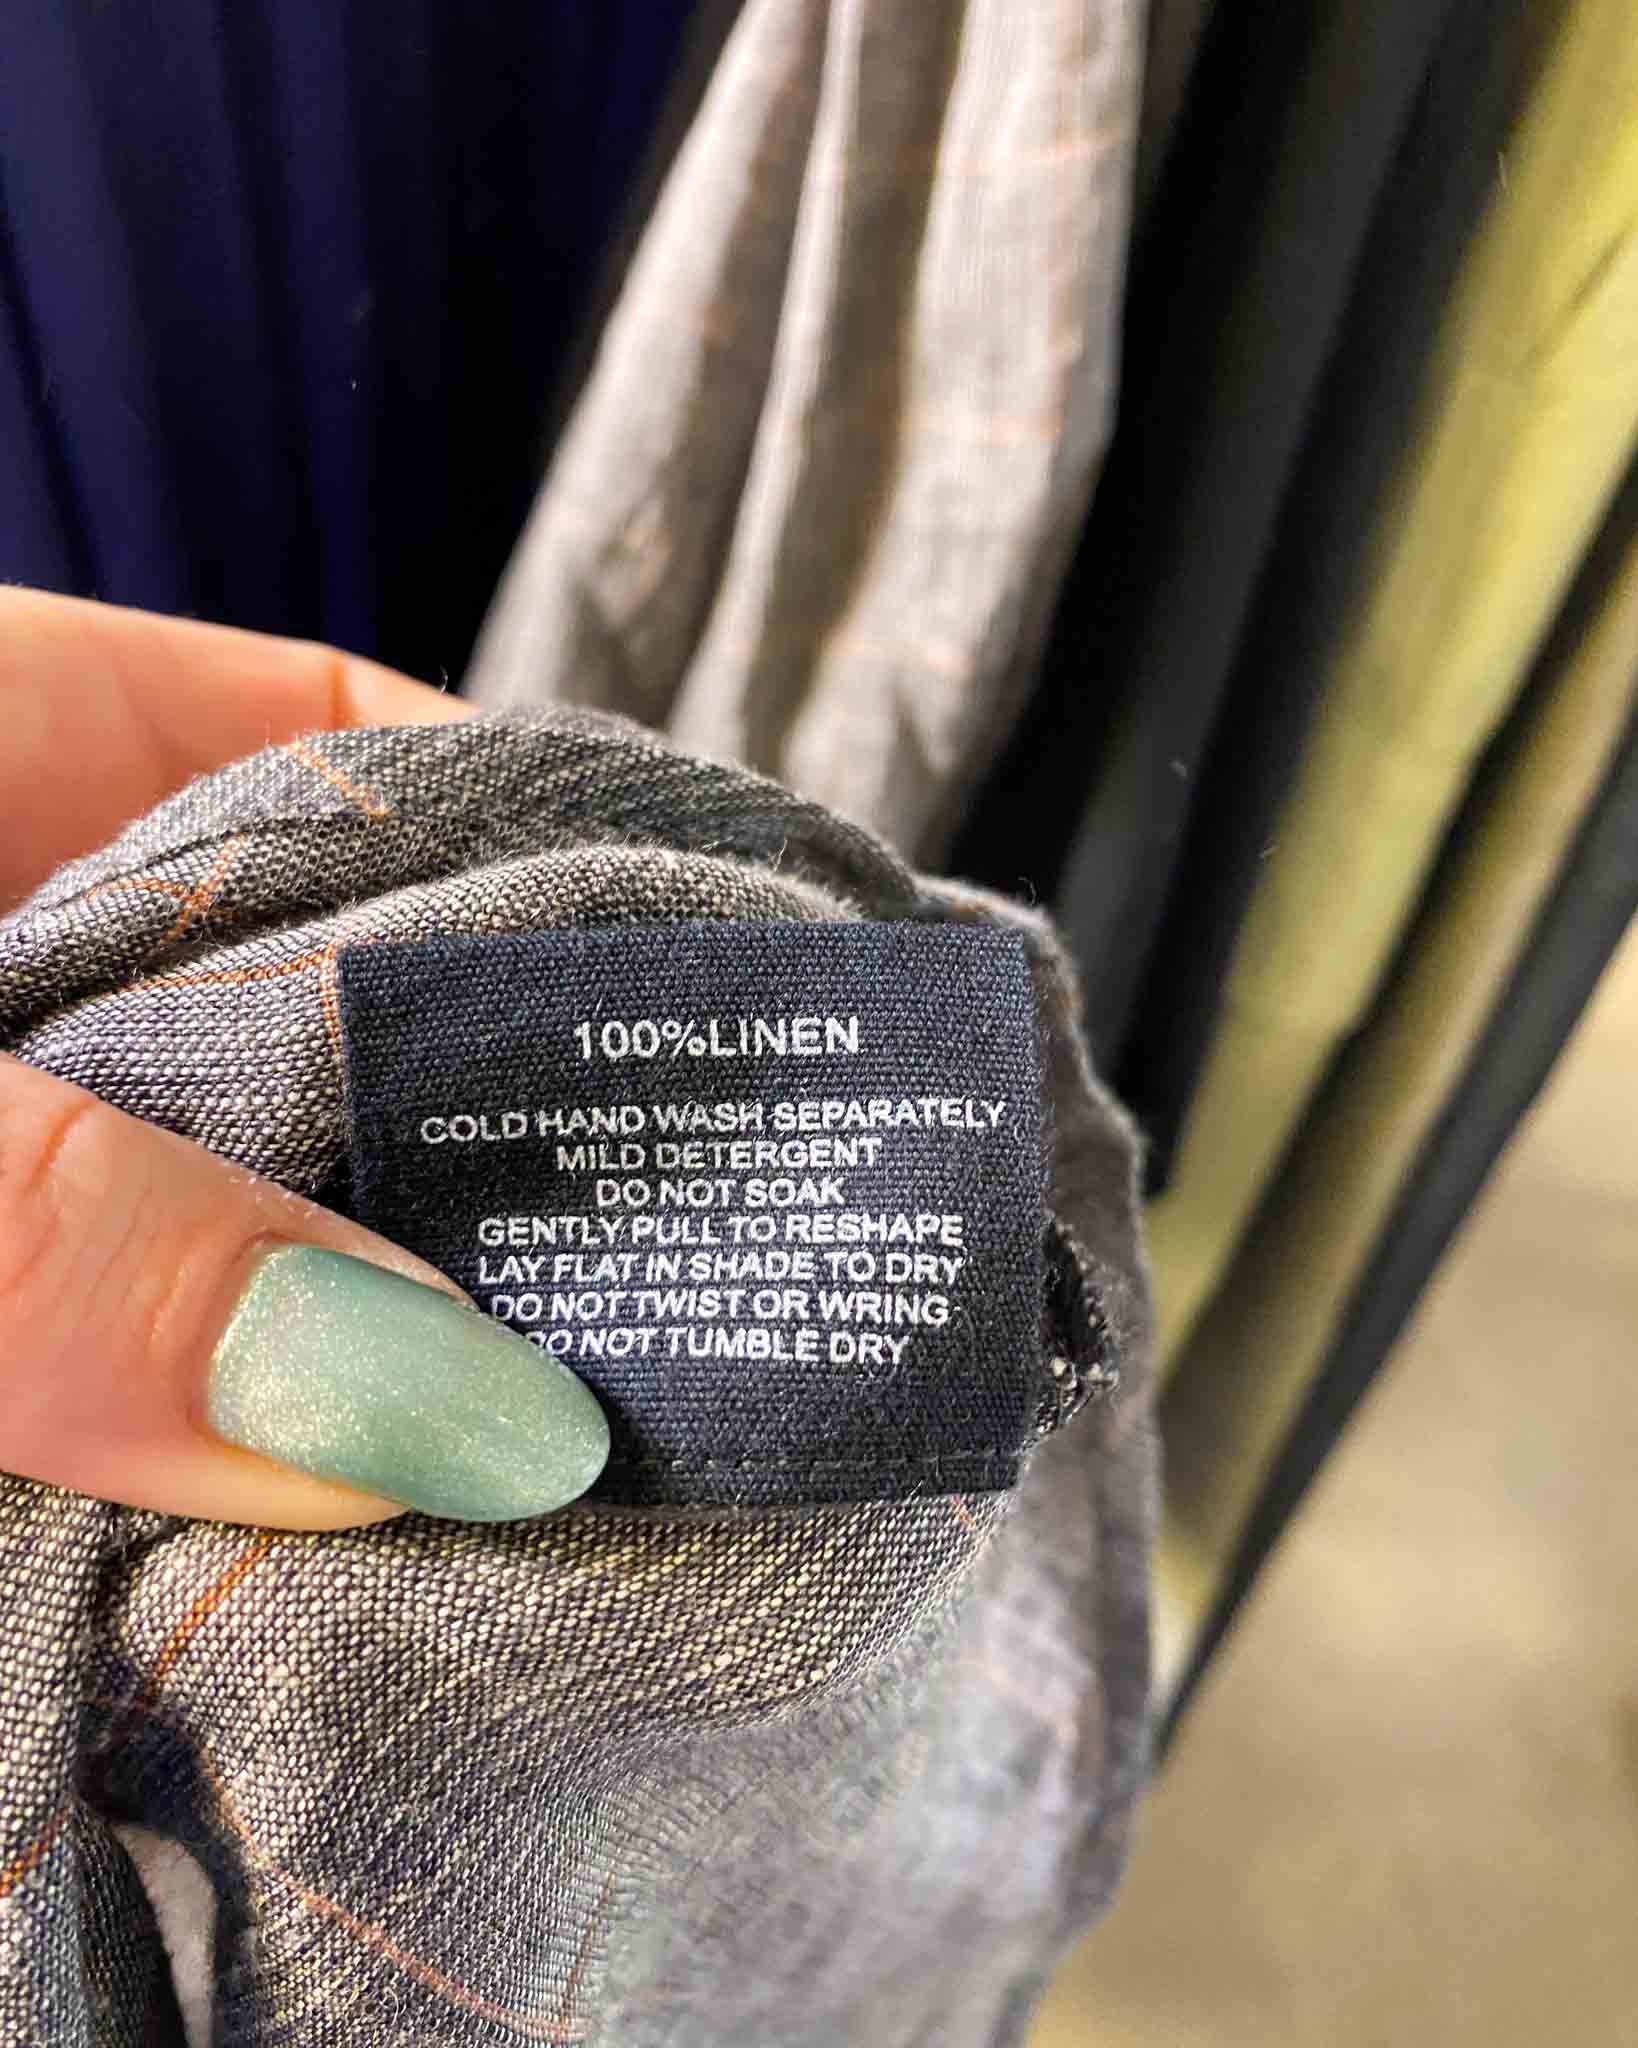 100%LINEN
COLD HAND WASH SEPARATELY
MILD DETERGENT
DO NOT SOAK
GENTLY PULL TO RESHAPE
LAY FLAT IN SHADE TO DRY
DO NOT TWIST OR WRING
DO NOT TUMBLE DRY